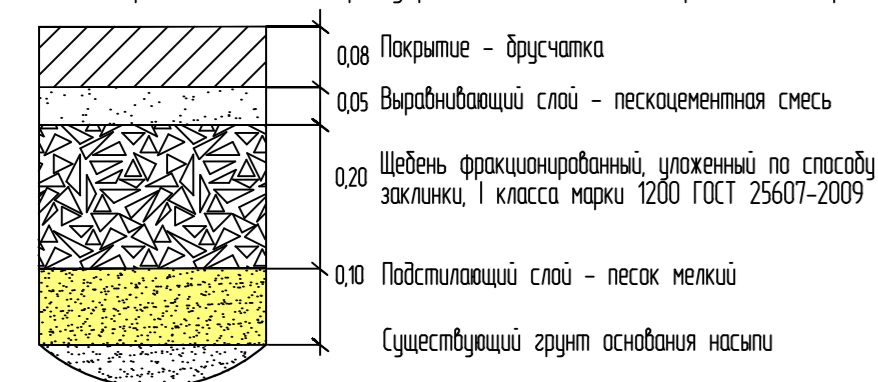 0,08 Покрытие - брусчатка
0,05 Выравнивающий слой - пескоцементная смесь
0,20 Щебень фракционированный, уложенный по способу
заклинки, I класса марки 1200 ГОСТ 25607-2009
0,10 Подстилающий слой - песок мелкий
Существующий грунт основания насыпи